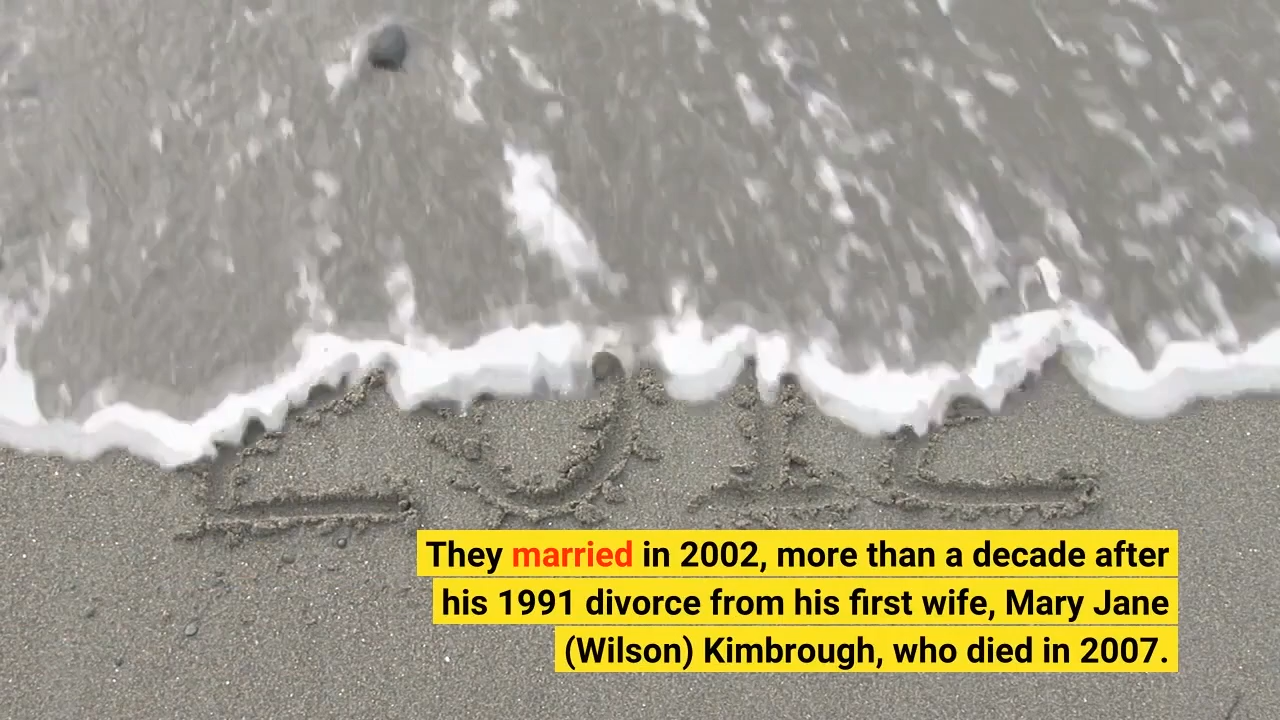 2012
They married in 2002, more than a decade after
his 1991 divorce from his first wife, Mary Jane
(Wilson) Kimbrough, who died in 2007.